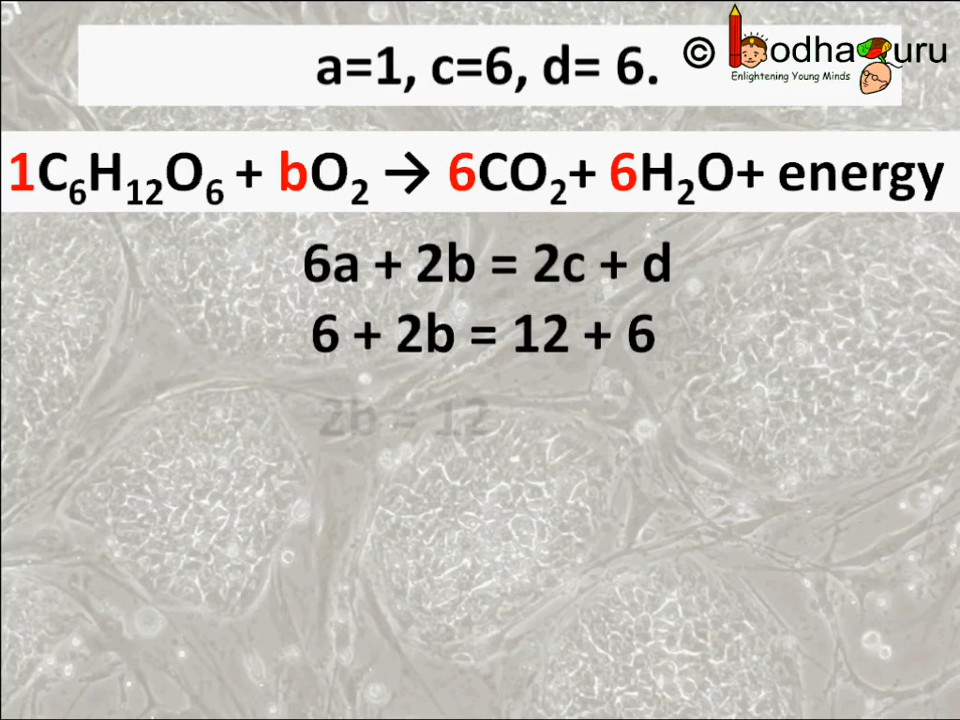 a=1, c=6, d= 6.
© BodhaGuru
Enlightening Young Minds
1C₆H₁₂O₆ + bO₂ → 6CO₂+ 6H₂O+ energy
6a + 2b = 2c + d
6 + 2b = 12 + 6
2b = 12